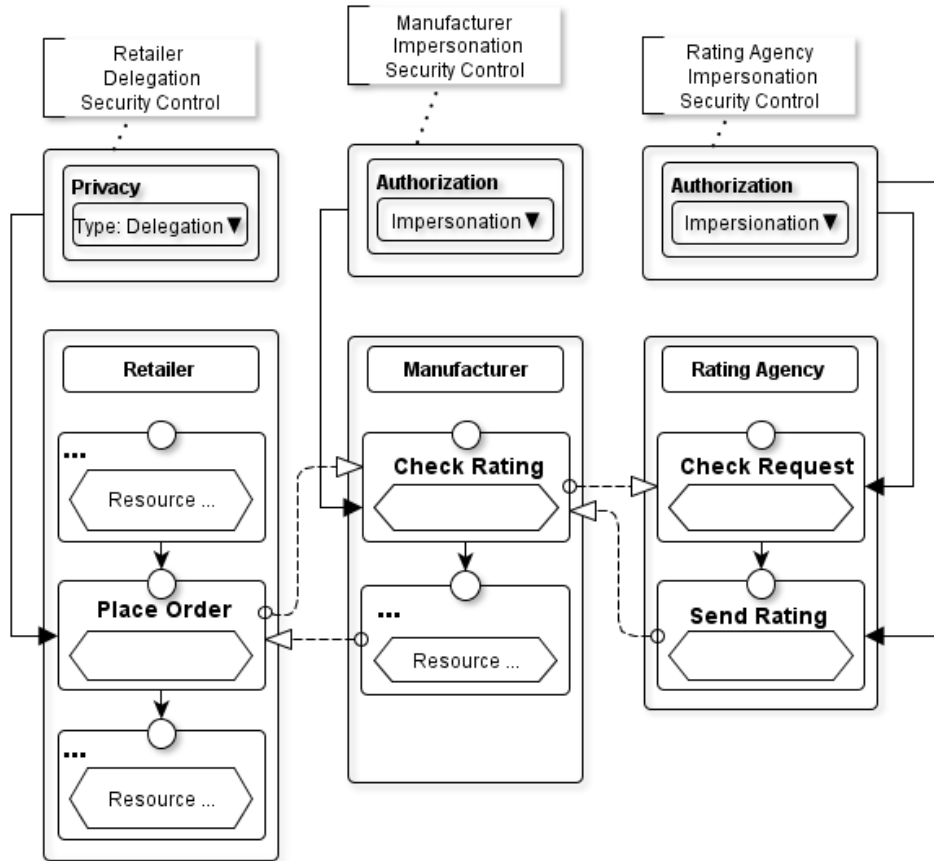 Retailer
Delegation
Security Control
Manufacturer
Impersonation
Security Control
Rating Agency
Impersonation
Security Control
Privacy
Type: Delegation ▼
Authorization
Impersonation ▼
Authorization
Impersionation ▼
Retailer
...
Resource ...
Place Order
...
Resource ...
Manufacturer
Check Rating
...
Resource ...
Rating Agency
Check Request
Send Rating